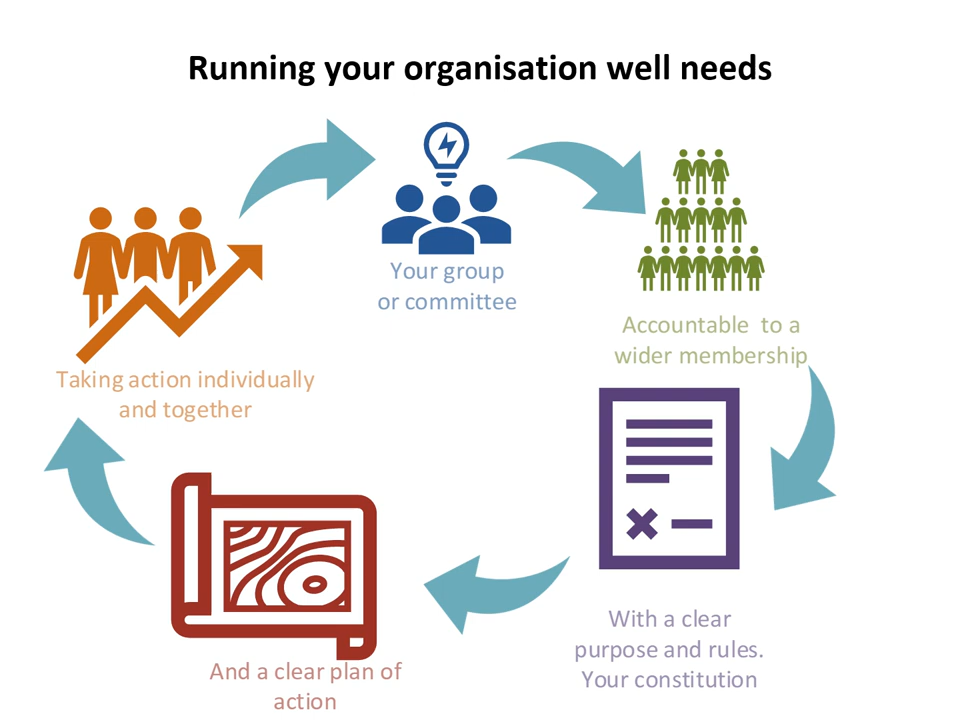 Running your organisation well needs
Your group
or committee
Accountable to a
wider membership
With a clear
purpose and rules.
Your constitution
And a clear plan of
action
Taking action individually
and together